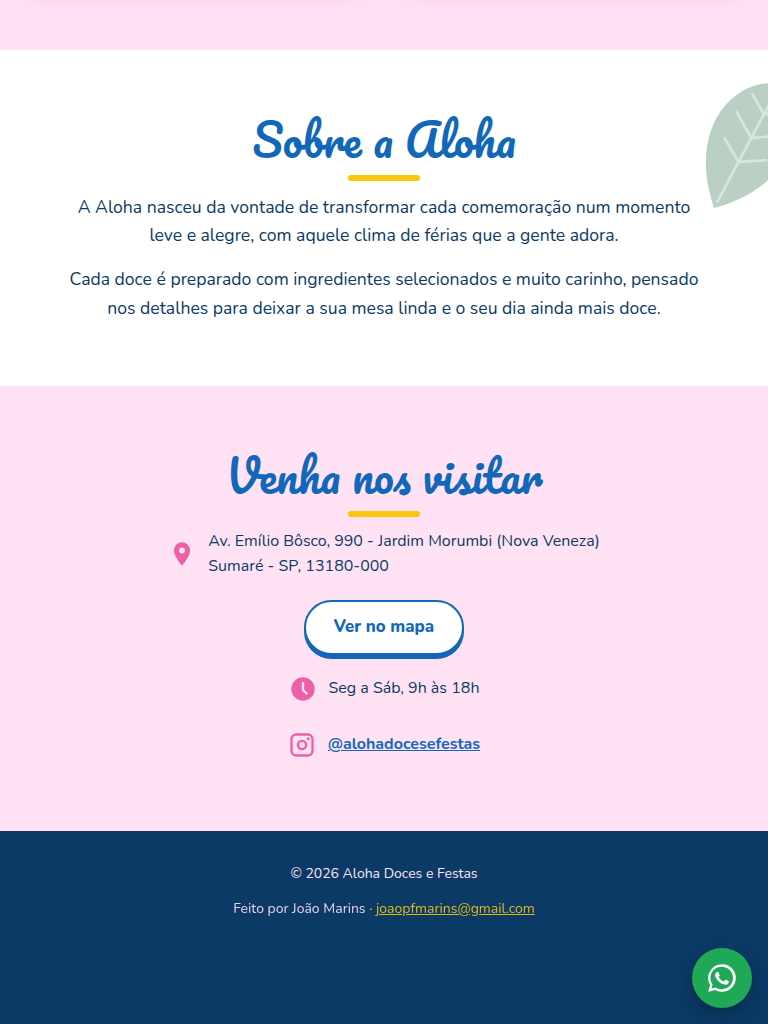 Sobre a Aloha
A Aloha nasceu da vontade de transformar cada comemoração num momento
leve e alegre, com aquele clima de férias que a gente adora.
Cada doce é preparado com ingredientes selecionados e muito carinho, pensado
nos detalhes para deixar a sua mesa linda e o seu dia ainda mais doce.
Venha nos visitar
Av. Emílio Bôsco, 990 - Jardim Morumbi (Nova Veneza)
Sumaré - SP, 13180-000
Ver no mapa
Seg a Sáb, 9h às 18h
@alohadocesefestas
© 2026 Aloha Doces e Festas
Feito por João Marins · joaopfmarins@gmail.com